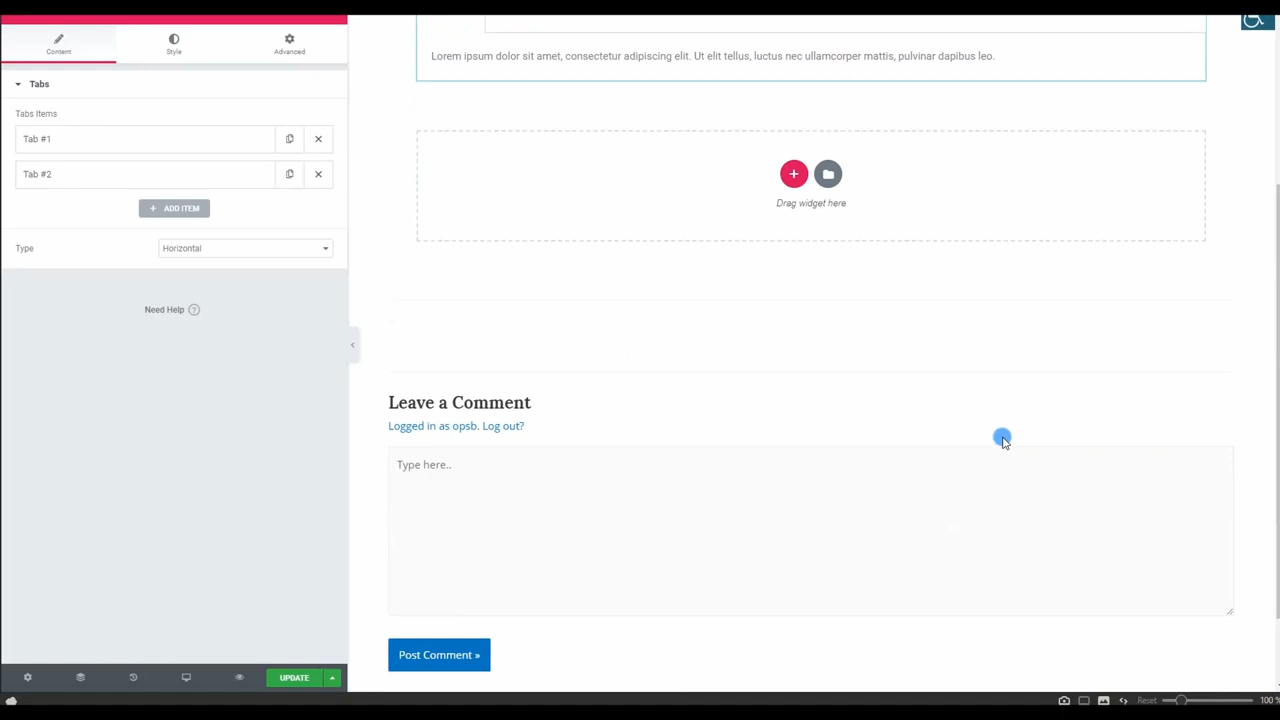 Content
Style
Advanced
Tabs
Tabs Items
Tab #1
Tab #2
ADD ITEM
Type
Horizontal
Need Help ?
UPDATE
Lorem ipsum dolor sit amet, consectetur adipiscing elit. Ut elit tellus, luctus nec ullamcorper mattis, pulvinar dapibus leo.
Drag widget here
Leave a Comment
Logged in as opsb. Log out?
Type here..
Post Comment »
Reset
100 %